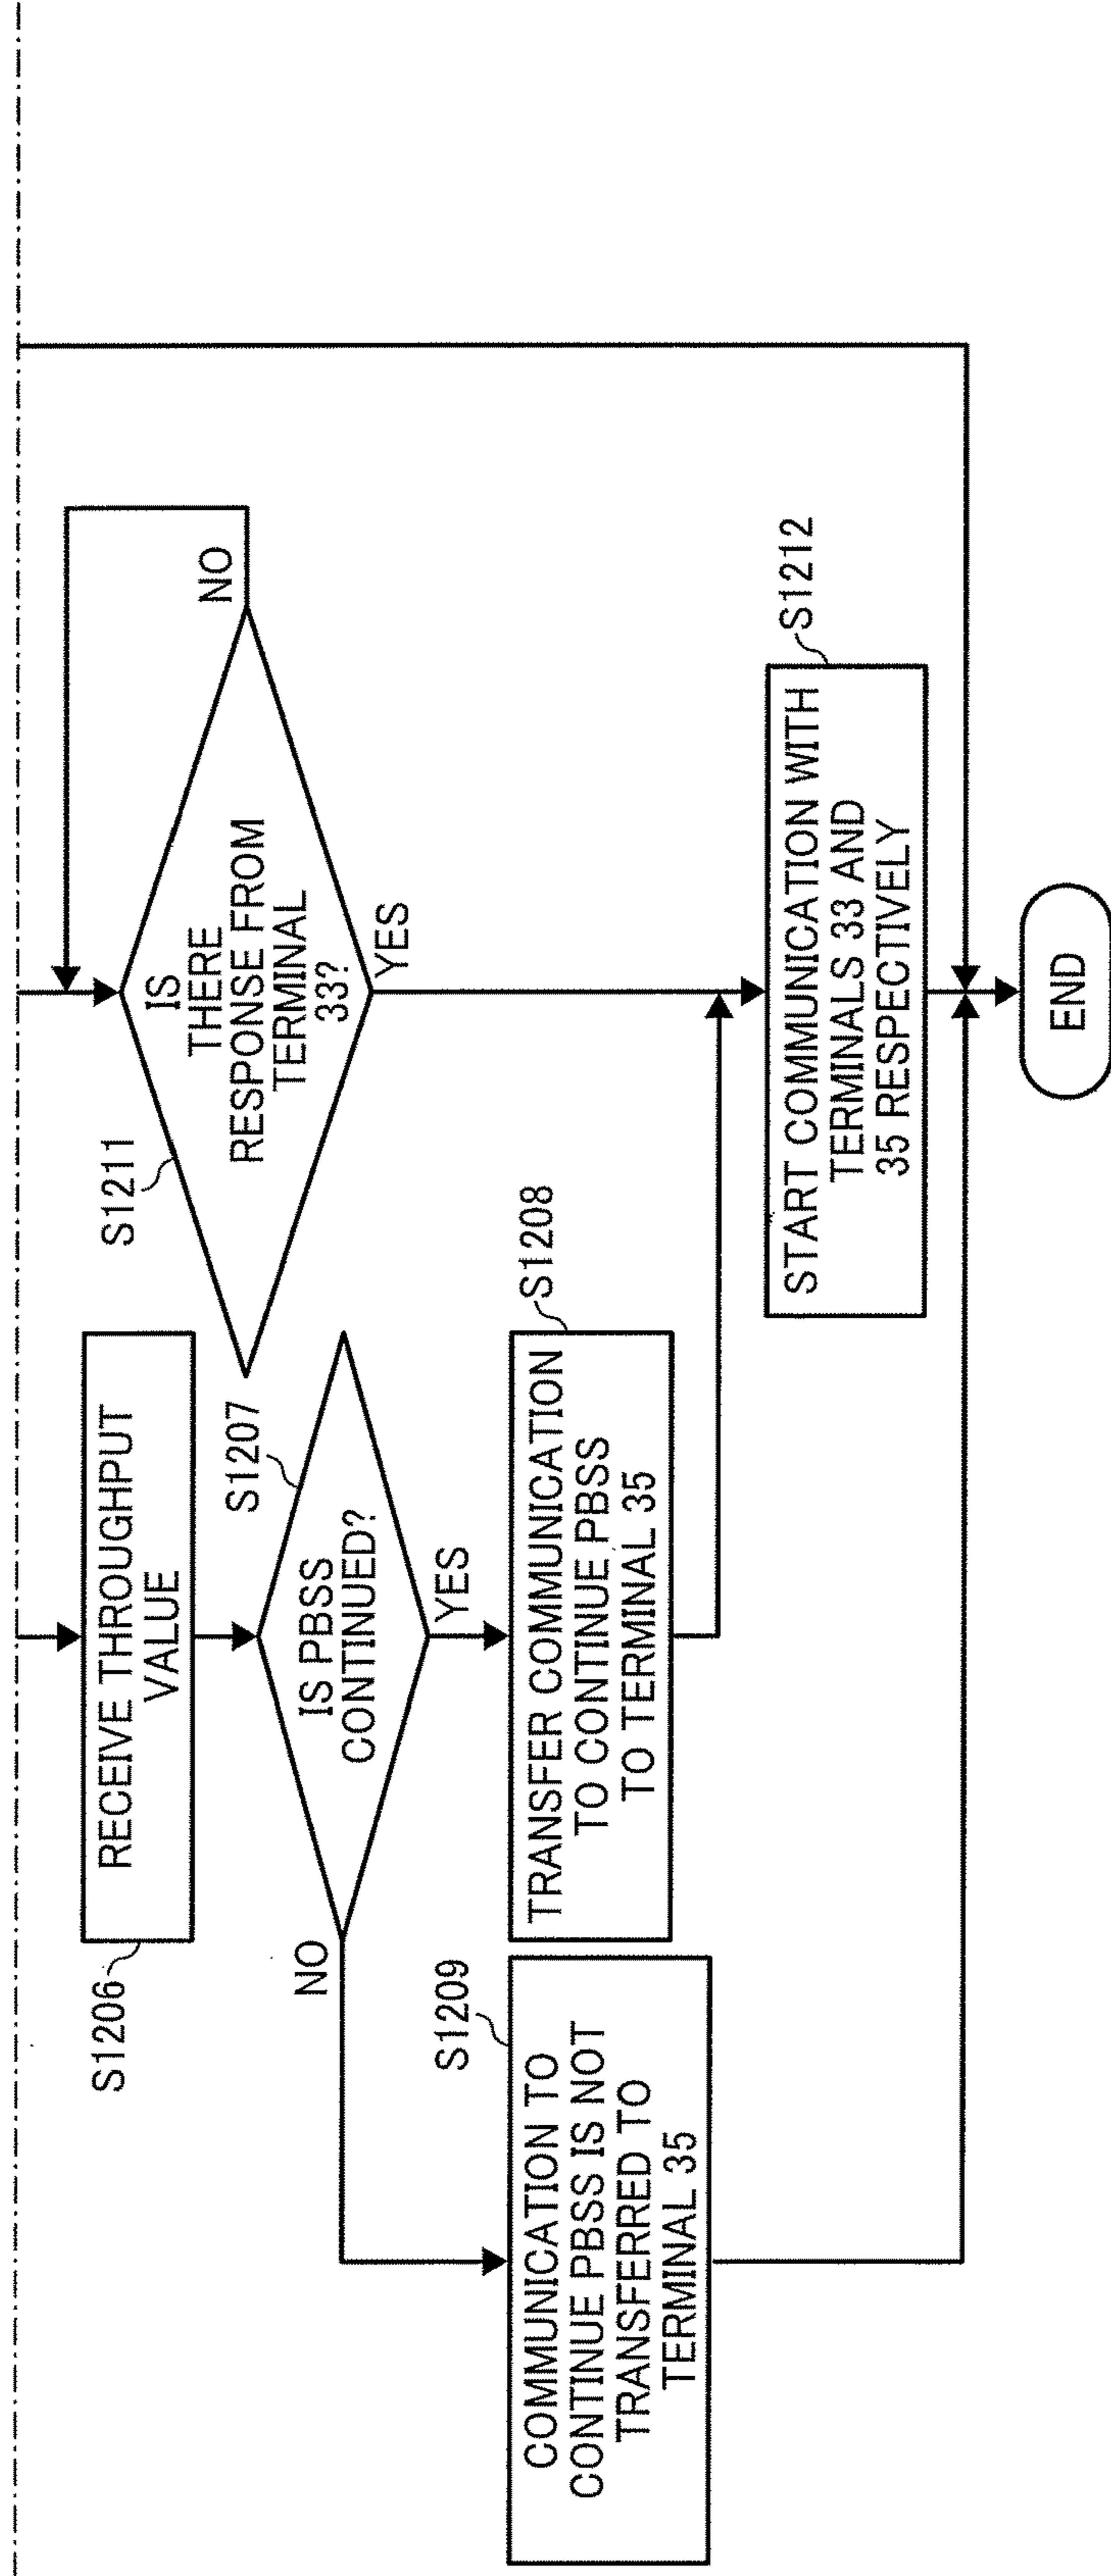 S1206
RECEIVE THROUGHPUT
VALUE
S1207
IS PBSS
CONTINUED?
NO
YES
S1209
COMMUNICATION TO
CONTINUE PBSS IS NOT
TRANSFERRED TO
TERMINAL 35
S1208
TRANSFER COMMUNICATION
TO CONTINUE PBSS
TO TERMINAL 35
S1211
IS
THERE
RESPONSE FROM
TERMINAL
33?
NO
YES
S1212
START COMMUNICATION WITH
TERMINALS 33 AND
35 RESPECTIVELY
END